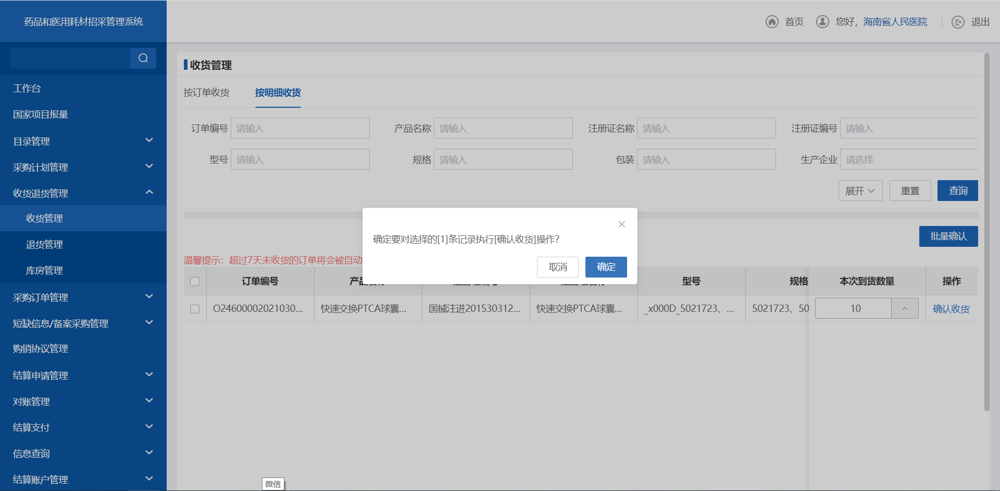 药品和医用耗材招采管理系统
首页
您好，海南省人民医院
退出
工作台
国家项目报量
目录管理
采购计划管理
收货退货管理
收货管理
退货管理
库房管理
采购订单管理
短缺信息/备案采购管理
购销协议管理
结算申请管理
对账管理
结算支付
信息查询
结算账户管理
收货管理
按订单收货 按明细收货
订单编号 请输入 产品名称 请输入 注册证名称 请输入 注册证编号 请输入
型号 请输入 规格 请输入 包装 请输入 生产企业 请选择
展开 重置 查询
确定要对选择的[1]条记录执行[确认收货]操作?
取消 确定
批量确认
温馨提示：超过7天未收货的订单将会被自动
订单编号 型号 规格 本次到货数量 操作
O24600002021030... 快速交换PTCA球囊... 国械注进201530312... 快速交换PTCA球囊... _x000D_5021723、... 5021723、50 10 确认收货
微信